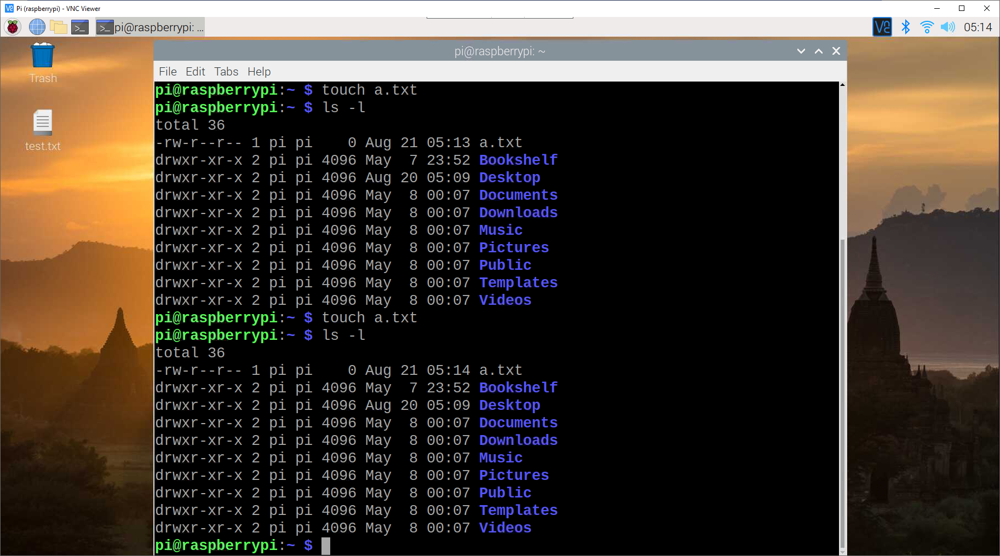 Pi (raspberrypi) - VNC Viewer
pi@raspberrypi: ...
05:14
Trash
test.txt
pi@raspberrypi: ~
File Edit Tabs Help
pi@raspberrypi:~ $ touch a.txt
pi@raspberrypi:~ $ ls -l
total 36
-rw-r--r-- 1 pi pi    0 Aug 21 05:13 a.txt
drwxr-xr-x 2 pi pi 4096 May  7 23:52 Bookshelf
drwxr-xr-x 2 pi pi 4096 Aug 20 05:09 Desktop
drwxr-xr-x 2 pi pi 4096 May  8 00:07 Documents
drwxr-xr-x 2 pi pi 4096 May  8 00:07 Downloads
drwxr-xr-x 2 pi pi 4096 May  8 00:07 Music
drwxr-xr-x 2 pi pi 4096 May  8 00:07 Pictures
drwxr-xr-x 2 pi pi 4096 May  8 00:07 Public
drwxr-xr-x 2 pi pi 4096 May  8 00:07 Templates
drwxr-xr-x 2 pi pi 4096 May  8 00:07 Videos
pi@raspberrypi:~ $ touch a.txt
pi@raspberrypi:~ $ ls -l
total 36
-rw-r--r-- 1 pi pi    0 Aug 21 05:14 a.txt
drwxr-xr-x 2 pi pi 4096 May  7 23:52 Bookshelf
drwxr-xr-x 2 pi pi 4096 Aug 20 05:09 Desktop
drwxr-xr-x 2 pi pi 4096 May  8 00:07 Documents
drwxr-xr-x 2 pi pi 4096 May  8 00:07 Downloads
drwxr-xr-x 2 pi pi 4096 May  8 00:07 Music
drwxr-xr-x 2 pi pi 4096 May  8 00:07 Pictures
drwxr-xr-x 2 pi pi 4096 May  8 00:07 Public
drwxr-xr-x 2 pi pi 4096 May  8 00:07 Templates
drwxr-xr-x 2 pi pi 4096 May  8 00:07 Videos
pi@raspberrypi:~ $